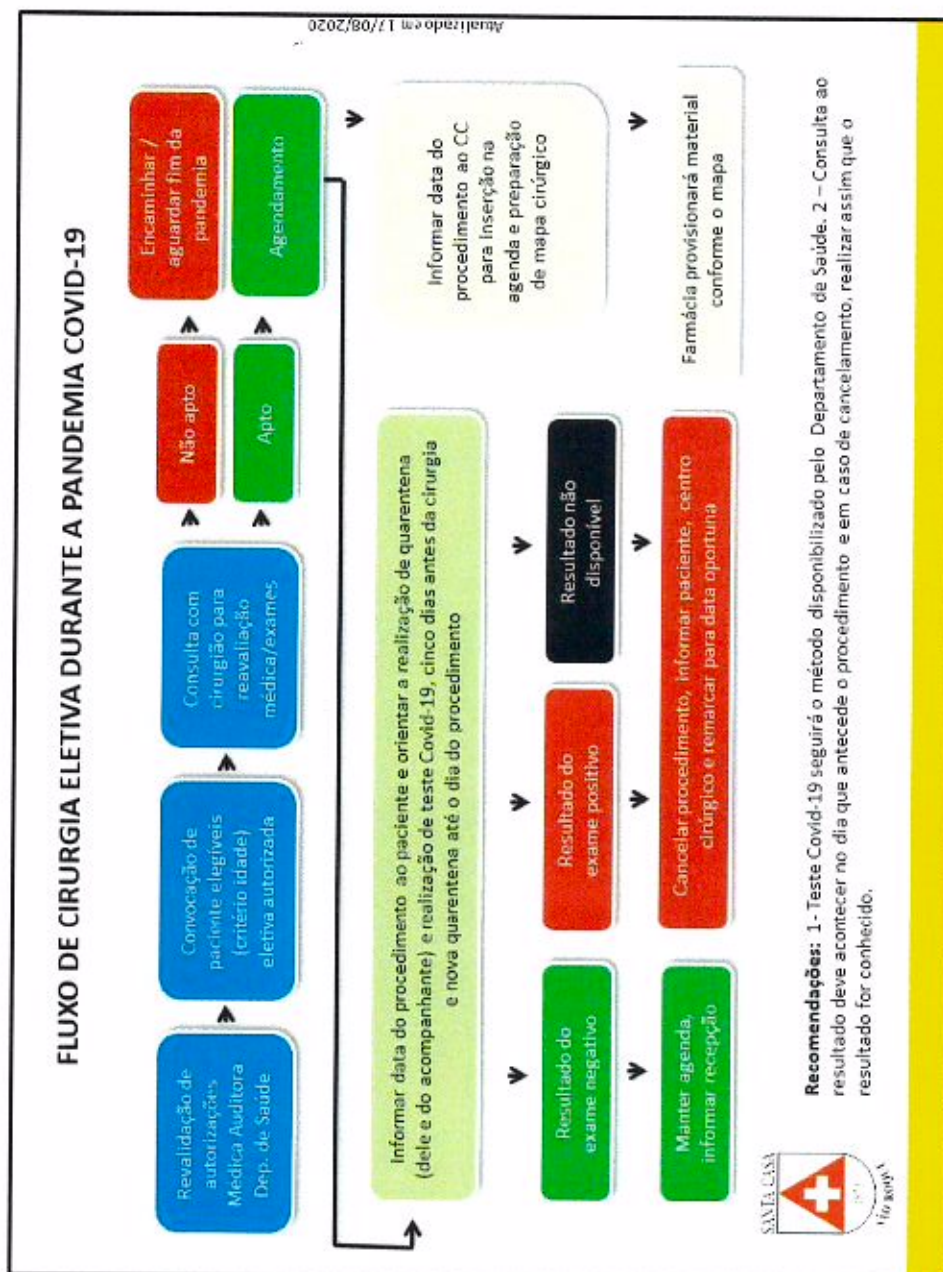 FLUXO DE CIRURGIA ELETIVA DURANTE A PANDEMIA COVID-19
Revalidação de
autorizações
Médica Auditora
Dep. de Saúde
Convocação de
paciente elegíveis
(critério idade)
eletiva autorizada
Consulta com
cirurgião para
reavaliação
médica/exames
Não apto
Apto
Encaminhar /
aguardar fim da
pandemia
Agendamento
Informar data do procedimento ao paciente e orientar a realização de quarentena
(dele e do acompanhante) e realização de teste Covid-19, cinco dias antes da cirurgia
e nova quarentena até o dia do procedimento
Informar data do
procedimento ao CC
para inserção na
agenda e preparação
de mapa cirúrgico
Resultado do
exame negativo
Resultado do
exame positivo
Resultado não
disponível
Manter agenda,
informar recepção
Cancelar procedimento, informar paciente, centro
cirúrgico e remarcar para data oportuna
Farmácia provisionará material
conforme o mapa
Recomendações: 1- Teste Covid-19 seguirá o método disponibilizado pelo Departamento de Saúde. 2 – Consulta ao
resultado deve acontecer no dia que antecede o procedimento e em caso de cancelamento, realizar assim que o
resultado for conhecido.
SANTA CASA
Atualizado em 17/08/2020